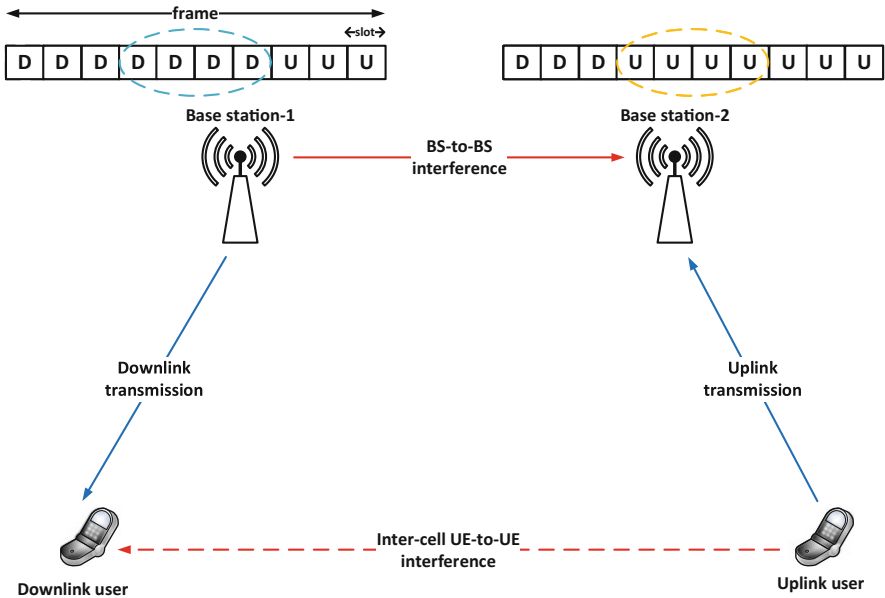 frame
slot
D D D D D D D U U U
D D D U U U U U U U
Base station-1
Base station-2
BS-to-BS
interference
Downlink
transmission
Uplink
transmission
Inter-cell UE-to-UE
interference
Downlink user
Uplink user